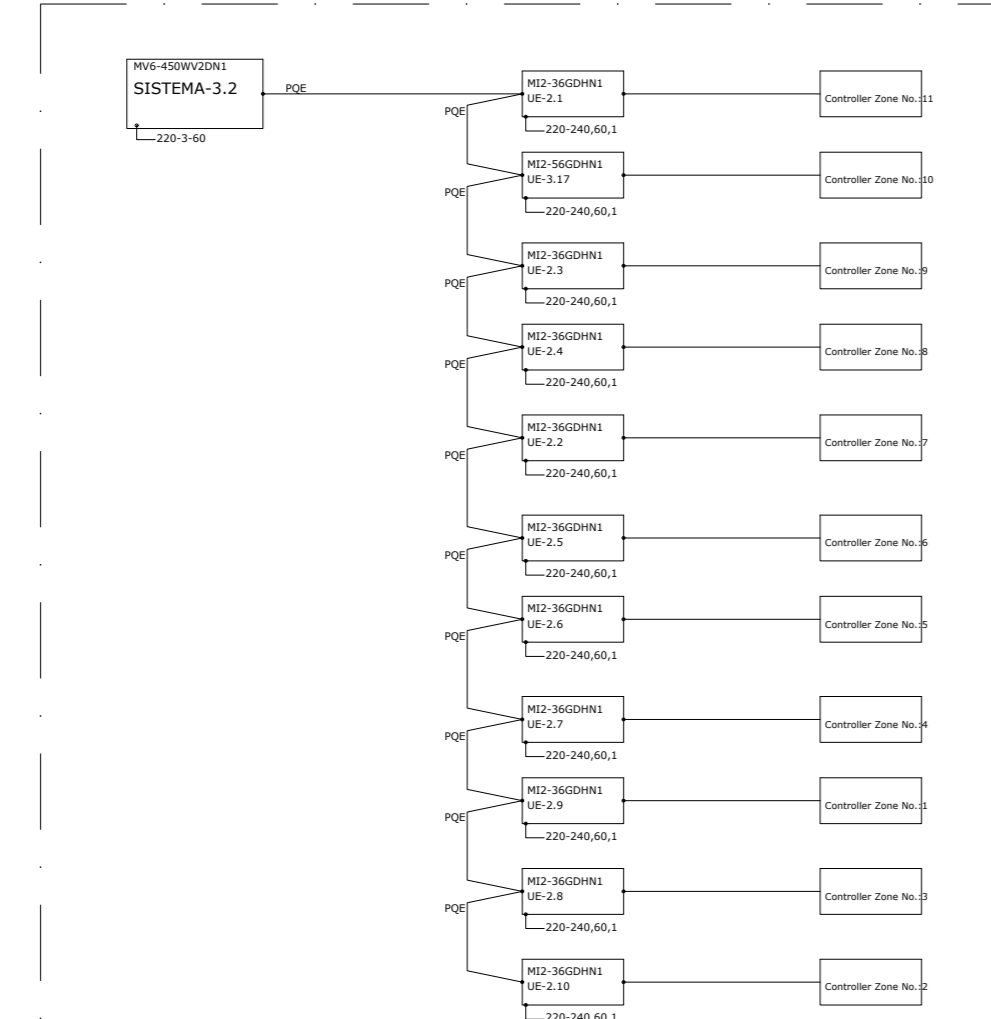 MV6-450WV2DN1
SISTEMA-3.2
PQE
220-3-60
MI2-36GDHN1
UE-2.1
220-240,60,1
Controller Zone No.:11
PQE
MI2-56GDHN1
UE-3.17
220-240,60,1
Controller Zone No.:10
PQE
MI2-36GDHN1
UE-2.3
220-240,60,1
Controller Zone No.:9
PQE
MI2-36GDHN1
UE-2.4
220-240,60,1
Controller Zone No.:8
PQE
MI2-36GDHN1
UE-2.2
220-240,60,1
Controller Zone No.:7
PQE
MI2-36GDHN1
UE-2.5
220-240,60,1
Controller Zone No.:6
PQE
MI2-36GDHN1
UE-2.6
220-240,60,1
Controller Zone No.:5
PQE
MI2-36GDHN1
UE-2.7
220-240,60,1
Controller Zone No.:4
PQE
MI2-36GDHN1
UE-2.9
220-240,60,1
Controller Zone No.:1
PQE
MI2-36GDHN1
UE-2.8
220-240,60,1
Controller Zone No.:3
PQE
MI2-36GDHN1
UE-2.10
220-240,60,1
Controller Zone No.:2